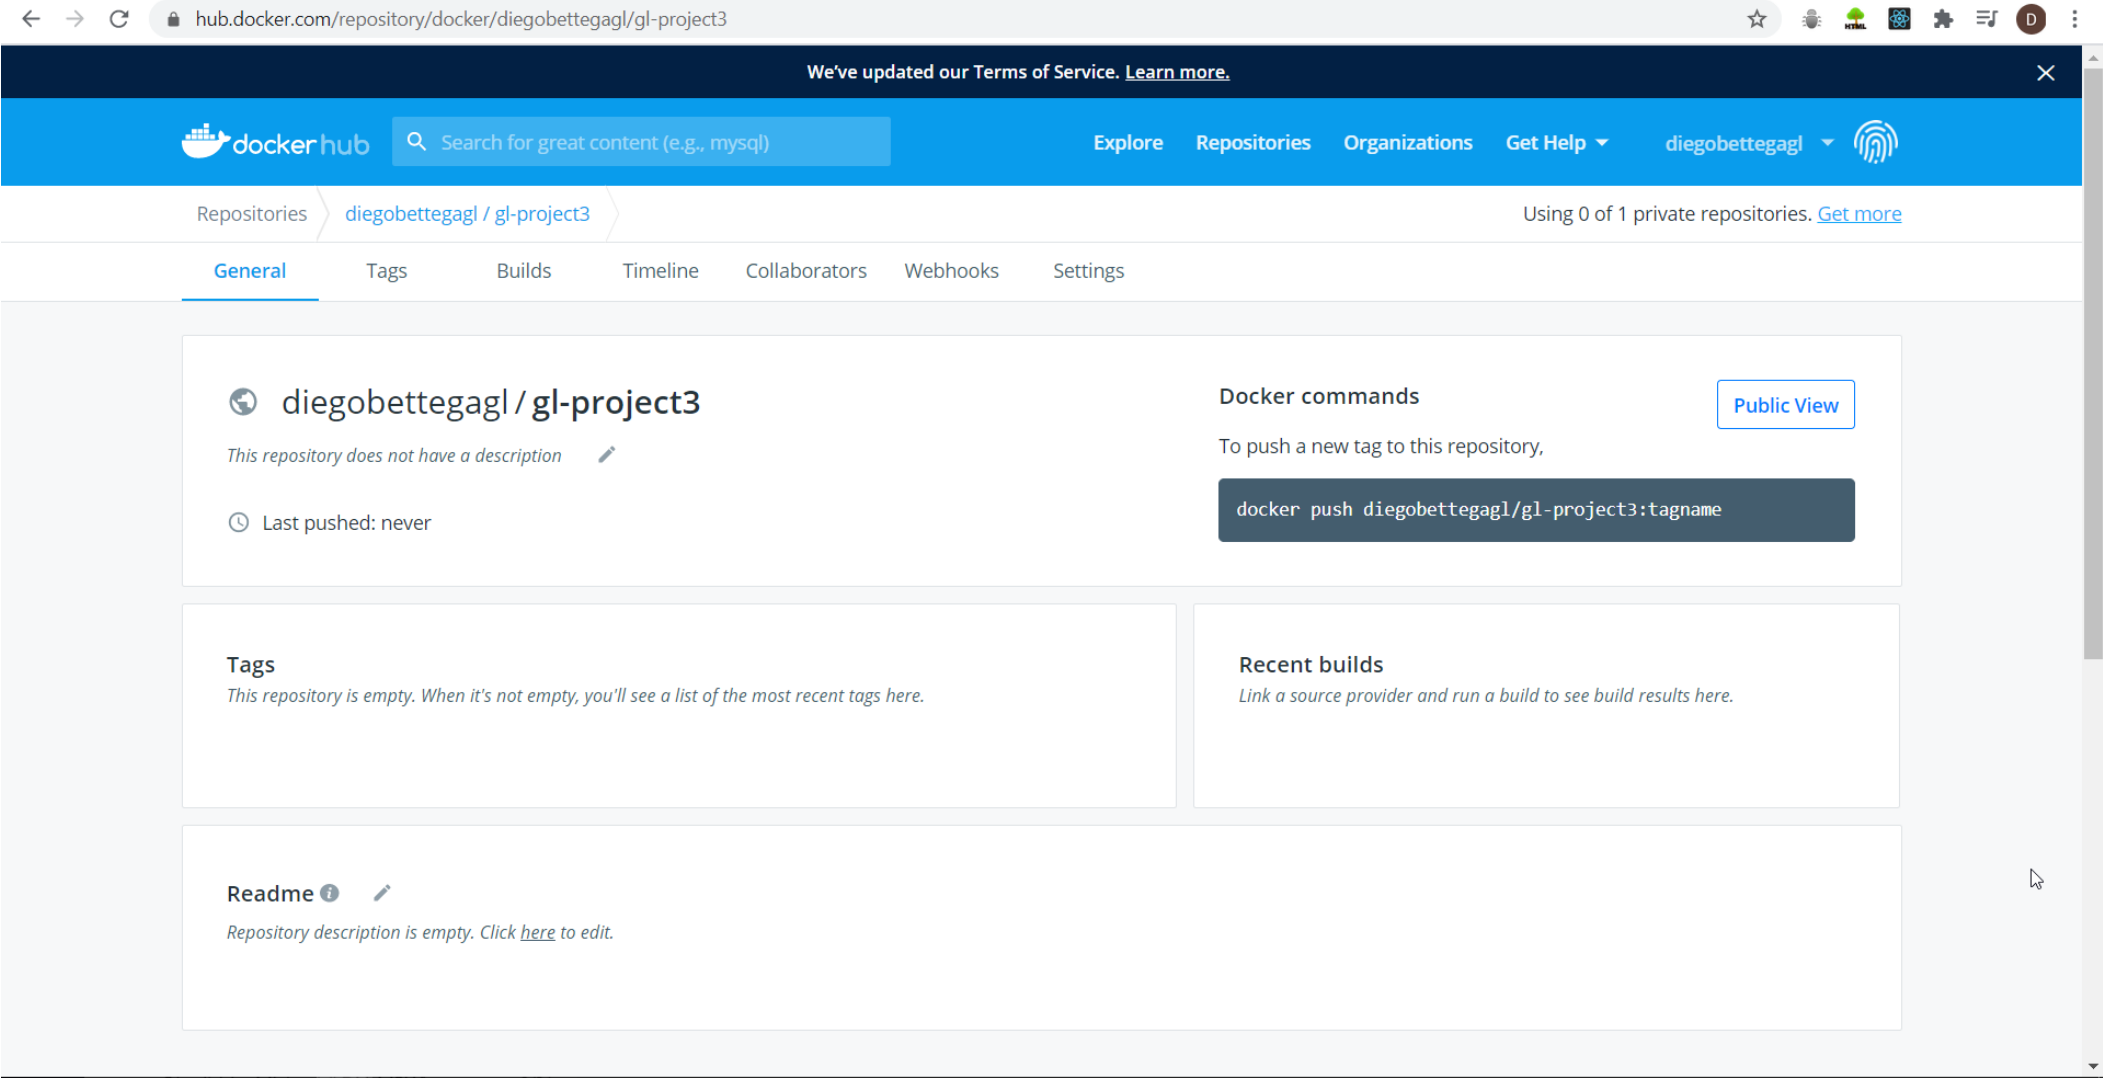 hub.docker.com/repository/docker/diegobettegagl/gl-project3
HTML
D
We've updated our Terms of Service. Learn more.
dockerhub
Search for great content (e.g., mysql)
Explore
Repositories
Organizations
Get Help
diegobettegagl
Repositories
diegobettegagl / gl-project3
Using 0 of 1 private repositories. Get more
General
Tags
Builds
Timeline
Collaborators
Webhooks
Settings
diegobettegagl / gl-project3
This repository does not have a description
Last pushed: never
Docker commands
Public View
To push a new tag to this repository,
docker push diegobettegagl/gl-project3:tagname
Tags
This repository is empty. When it's not empty, you'll see a list of the most recent tags here.
Recent builds
Link a source provider and run a build to see build results here.
Readme
Repository description is empty. Click here to edit.